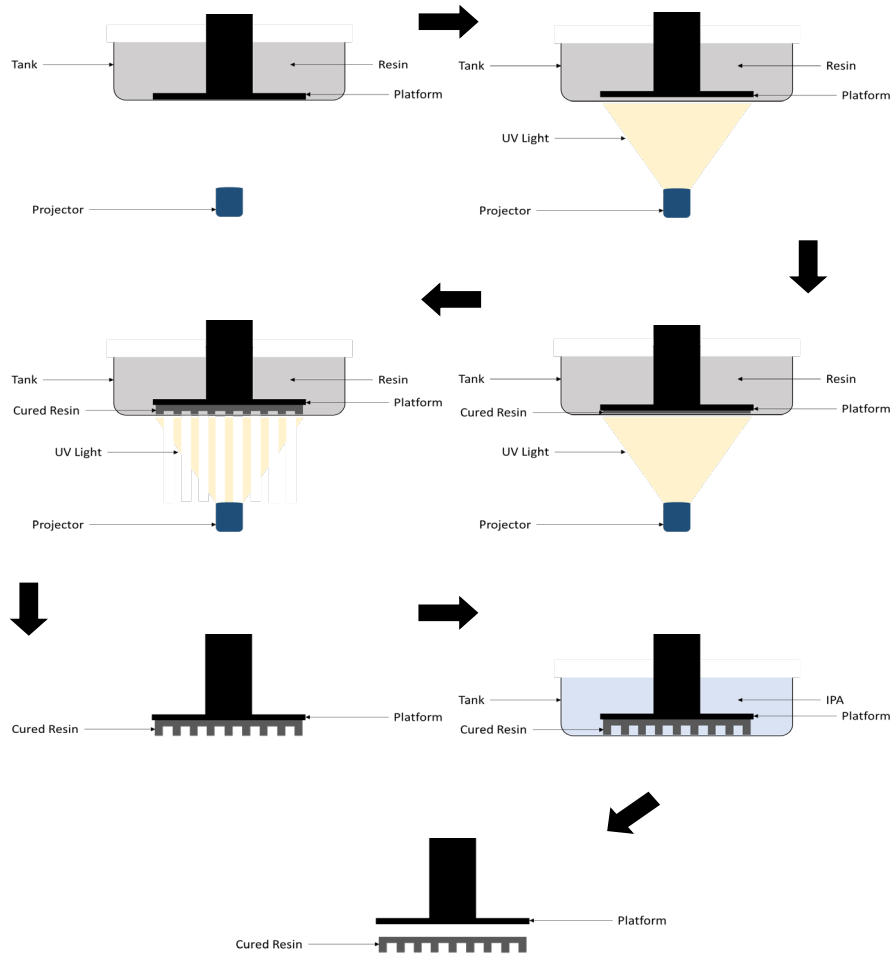 Tank
Resin
Platform
Projector
Tank
Resin
Platform
UV Light
Projector
Tank
Resin
Platform
Cured Resin
UV Light
Projector
Tank
Resin
Platform
Cured Resin
UV Light
Projector
Platform
Cured Resin
Tank
IPA
Platform
Cured Resin
Platform
Cured Resin